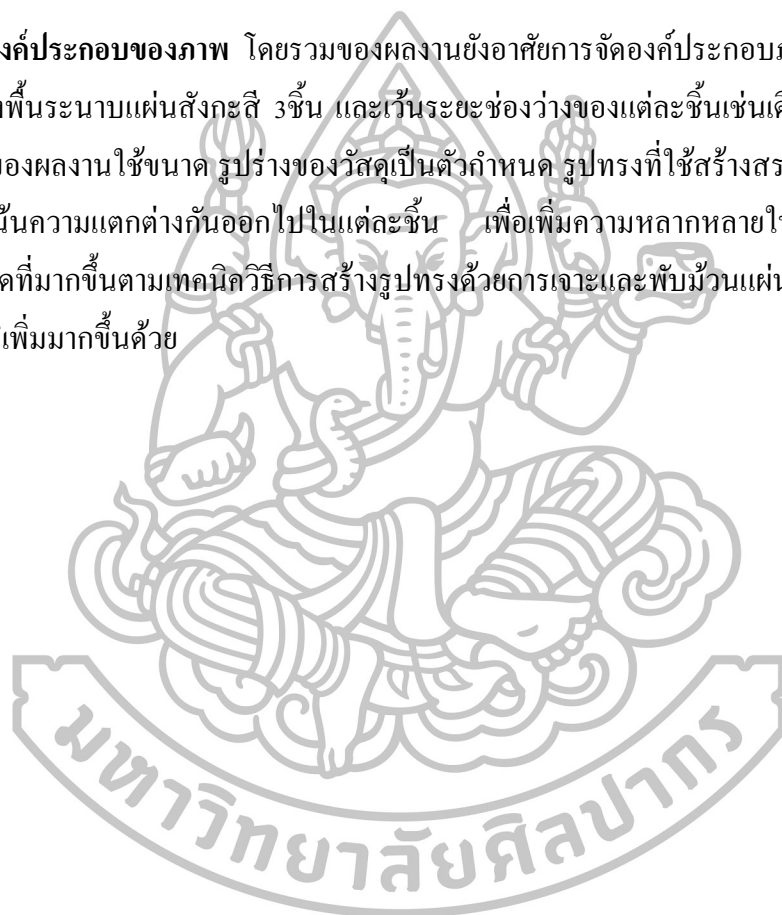 งค์ประกอบของภาพ โดยรวมของผลงานยังอาศัยการจัดองค์ประกอบภ
พื้นระนาบแผ่นสังกะสี 3ชิ้น และเว้นระยะช่องว่างของแต่ละชิ้นเช่นเดี
ของผลงานใช้ขนาด รูปร่างของวัสดุเป็นตัวกำหนด รูปทรงที่ใช้สร้างสร
น้นความแตกต่างกันออกไปในแต่ละชิ้น เพื่อเพิ่มความหลากหลายให
ดที่มากขึ้นตามเทคนิควิธีการสร้างรูปทรงด้วยการเจาะและพับม้วนแผ่น
เพิ่มมากขึ้นด้วย
มหาวิทยาลัยศิลปากร